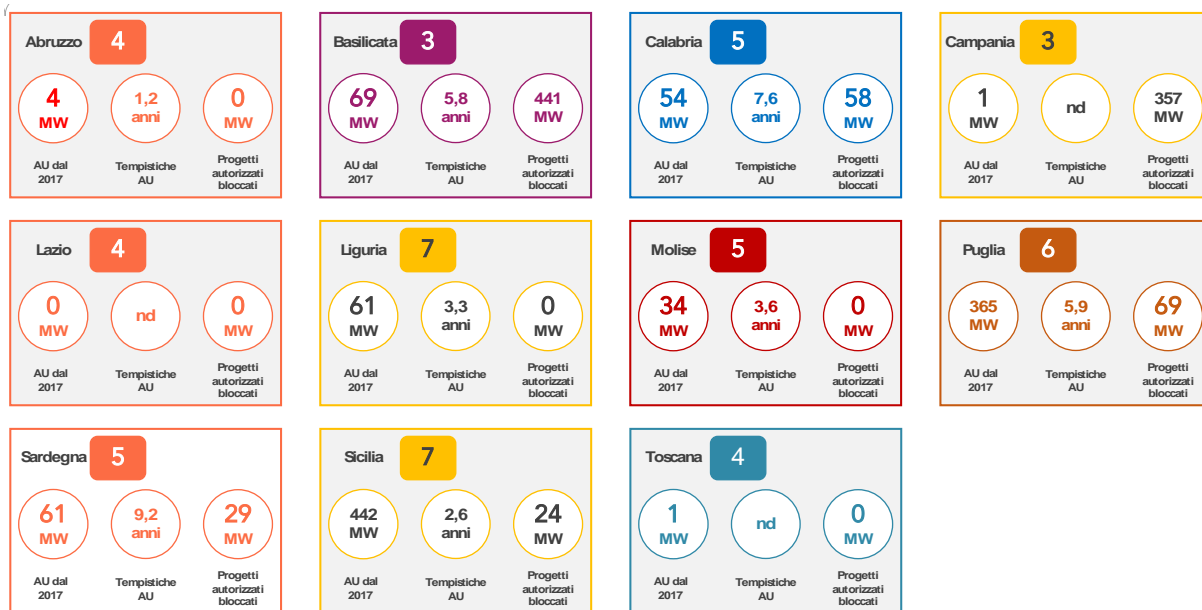 Abruzzo 4
4 MW
1,2 anni
0 MW
AU dal 2017
Tempistiche AU
Progetti autorizzati bloccati
Basilicata 3
69 MW
5,8 anni
441 MW
AU dal 2017
Tempistiche AU
Progetti autorizzati bloccati
Calabria 5
54 MW
7,6 anni
58 MW
AU dal 2017
Tempistiche AU
Progetti autorizzati bloccati
Campania 3
1 MW
nd
357 MW
AU dal 2017
Tempistiche AU
Progetti autorizzati bloccati
Lazio 4
0 MW
nd
0 MW
AU dal 2017
Tempistiche AU
Progetti autorizzati bloccati
Liguria 7
61 MW
3,3 anni
0 MW
AU dal 2017
Tempistiche AU
Progetti autorizzati bloccati
Molise 5
34 MW
3,6 anni
0 MW
AU dal 2017
Tempistiche AU
Progetti autorizzati bloccati
Puglia 6
365 MW
5,9 anni
69 MW
AU dal 2017
Tempistiche AU
Progetti autorizzati bloccati
Sardegna 5
61 MW
9,2 anni
29 MW
AU dal 2017
Tempistiche AU
Progetti autorizzati bloccati
Sicilia 7
442 MW
2,6 anni
24 MW
AU dal 2017
Tempistiche AU
Progetti autorizzati bloccati
Toscana 4
1 MW
nd
0 MW
AU dal 2017
Tempistiche AU
Progetti autorizzati bloccati